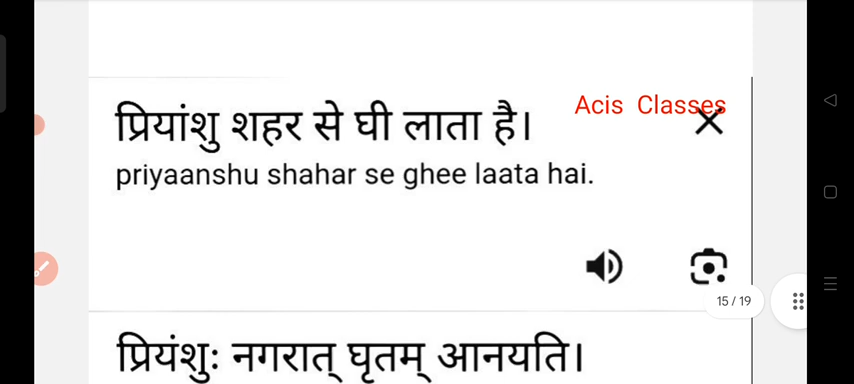 Acis Classes
प्रियांशु शहर से घी लाता है।
priyaanshu shahar se ghee laata hai.
15 / 19
प्रियंशुः नगरात् घृतम् आनयति।